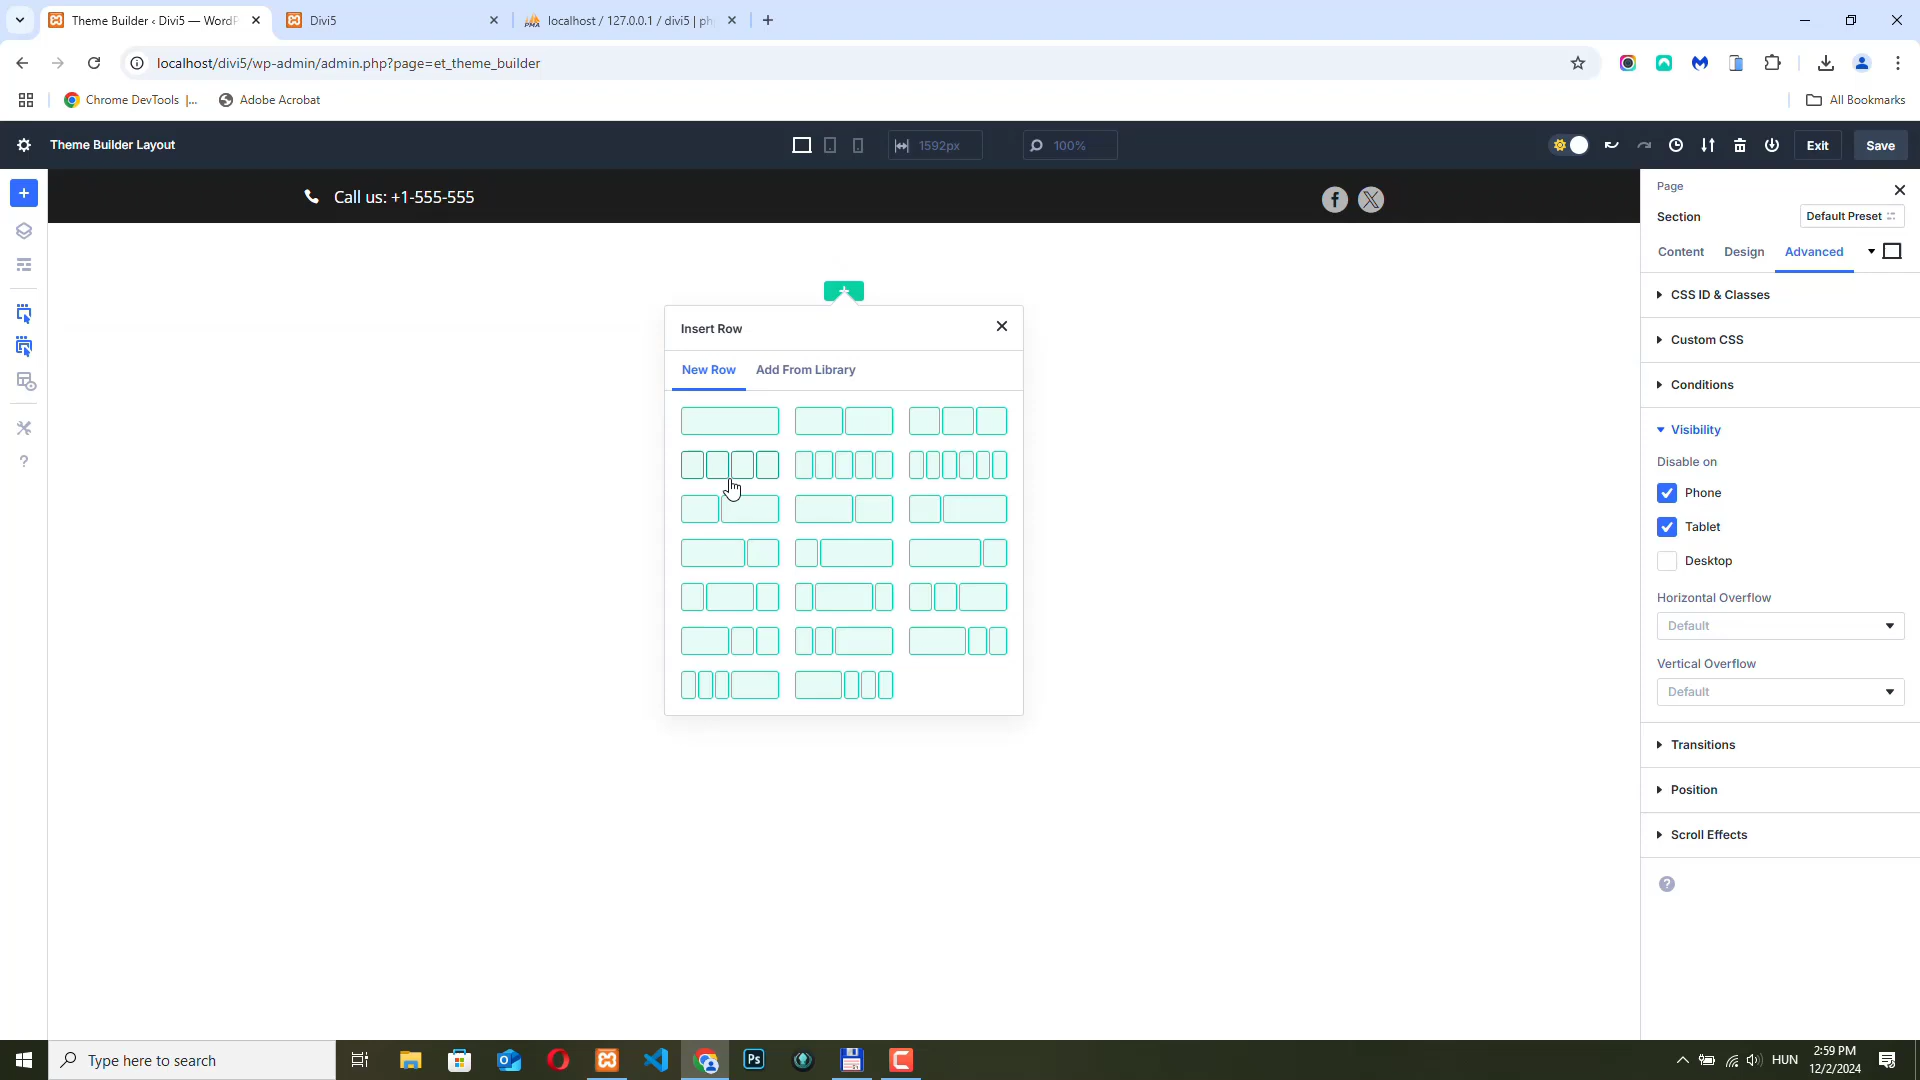 Theme Builder ‹ Divi5 — WordP
Divi5
localhost / 127.0.0.1 / divi5 | ph
localhost/divi5/wp-admin/admin.php?page=et_theme_builder
Chrome DevTools |...
Adobe Acrobat
All Bookmarks
Theme Builder Layout
1592px
100%
Exit
Save
Call us: +1-555-555
Page
Section
Default Preset
Content
Design
Advanced
CSS ID & Classes
Custom CSS
Conditions
Visibility
Disable on
Phone
Tablet
Desktop
Horizontal Overflow
Default
Vertical Overflow
Default
Transitions
Position
Scroll Effects
Insert Row
New Row
Add From Library
Type here to search
HUN
2:59 PM
12/2/2024